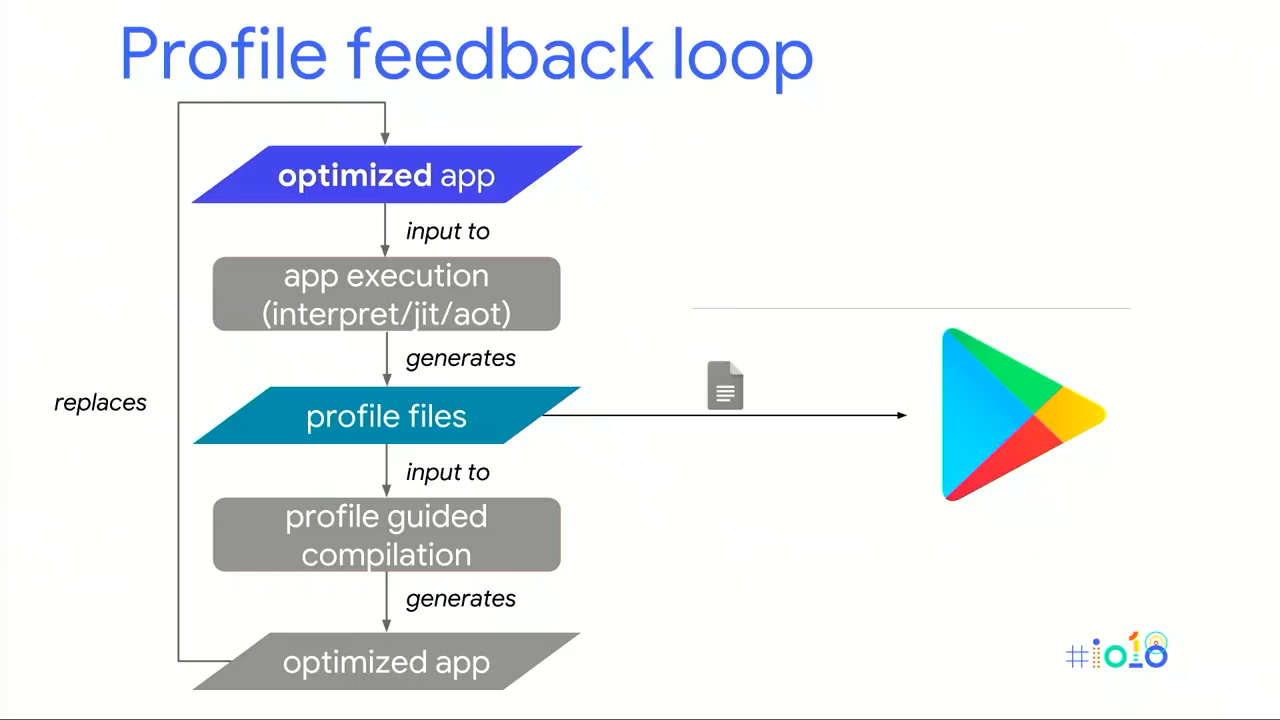 Profile feedback loop
optimized app
input to
app execution
(interpret/jit/aot)
generates
replaces
profile files
input to
profile guided
compilation
generates
optimized app
#io18